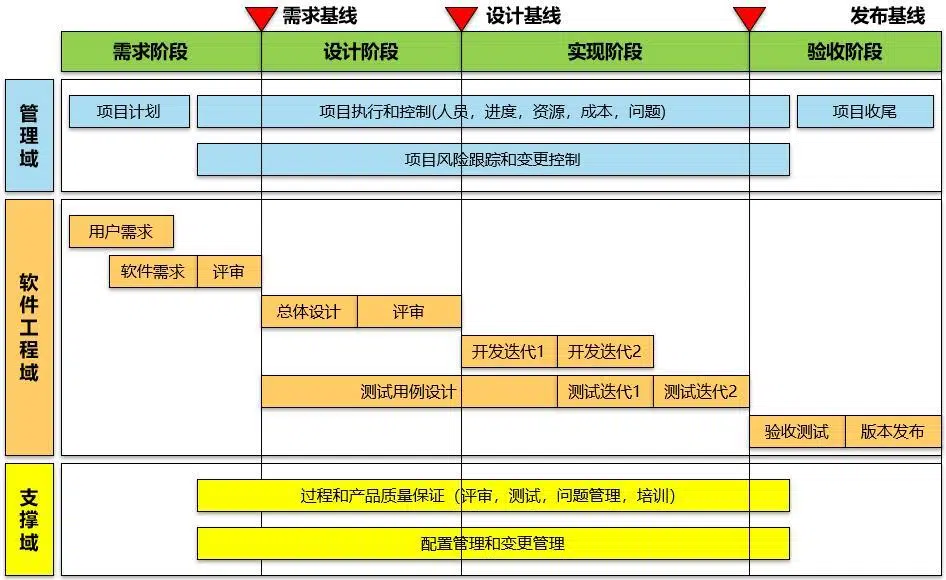 需求基线
设计基线
发布基线
需求阶段
设计阶段
实现阶段
验收阶段
管理域
项目计划
项目执行和控制(人员，进度，资源，成本，问题)
项目收尾
项目风险跟踪和变更控制
软件工程域
用户需求
软件需求
评审
总体设计
评审
开发迭代1
开发迭代2
测试用例设计
测试迭代1
测试迭代2
验收测试
版本发布
支撑域
过程和产品质量保证（评审，测试，问题管理，培训）
配置管理和变更管理